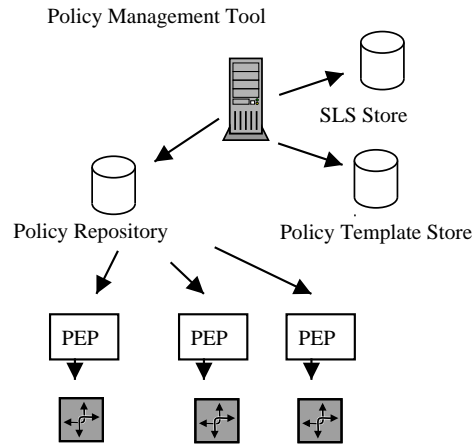 Policy Management Tool
SLS Store
Policy Repository
Policy Template Store
PEP
PEP
PEP